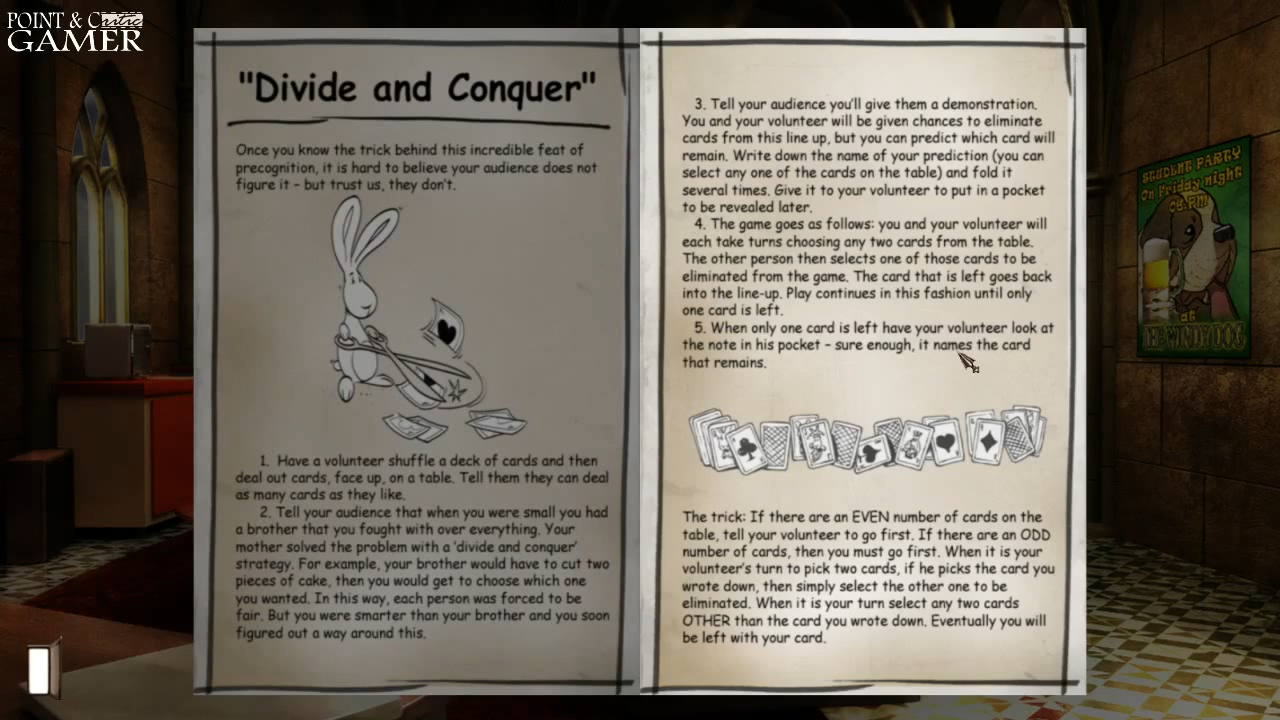 POINT & Critic
GAMER
"Divide and Conquer"
Once you know the trick behind this incredible feat of
precognition, it is hard to believe your audience does not
figure it - but trust us, they don't.
1. Have a volunteer shuffle a deck of cards and then
deal out cards, face up, on a table. Tell them they can deal
as many cards as they like.
2. Tell your audience that when you were small you had
a brother that you fought with over everything. Your
mother solved the problem with a 'divide and conquer'
strategy. For example, your brother would have to cut two
pieces of cake, then you would get to choose which one
you wanted. In this way, each person was forced to be
fair. But you were smarter than your brother and you soon
figured out a way around this.
3. Tell your audience you'll give them a demonstration.
You and your volunteer will be given chances to eliminate
cards from this line up, but you can predict which card will
remain. Write down the name of your prediction (you can
select any one of the cards on the table) and fold it
several times. Give it to your volunteer to put in a pocket
to be revealed later.
4. The game goes as follows: you and your volunteer will
each take turns choosing any two cards from the table.
The other person then selects one of those cards to be
eliminated from the game. The card that is left goes back
into the line-up. Play continues in this fashion until only
one card is left.
5. When only one card is left have your volunteer look at
the note in his pocket - sure enough, it names the card
that remains.
The trick: If there are an EVEN number of cards on the
table, tell your volunteer to go first. If there are an ODD
number of cards, then you must go first. When it is your
volunteer's turn to pick two cards, if he picks the card you
wrote down, then simply select the other one to be
eliminated. When it is your turn select any two cards
OTHER than the card you wrote down. Eventually you will
be left with your card.
STUDENT PARTY
On Friday night
08.PM
at
THE WINDY DOG